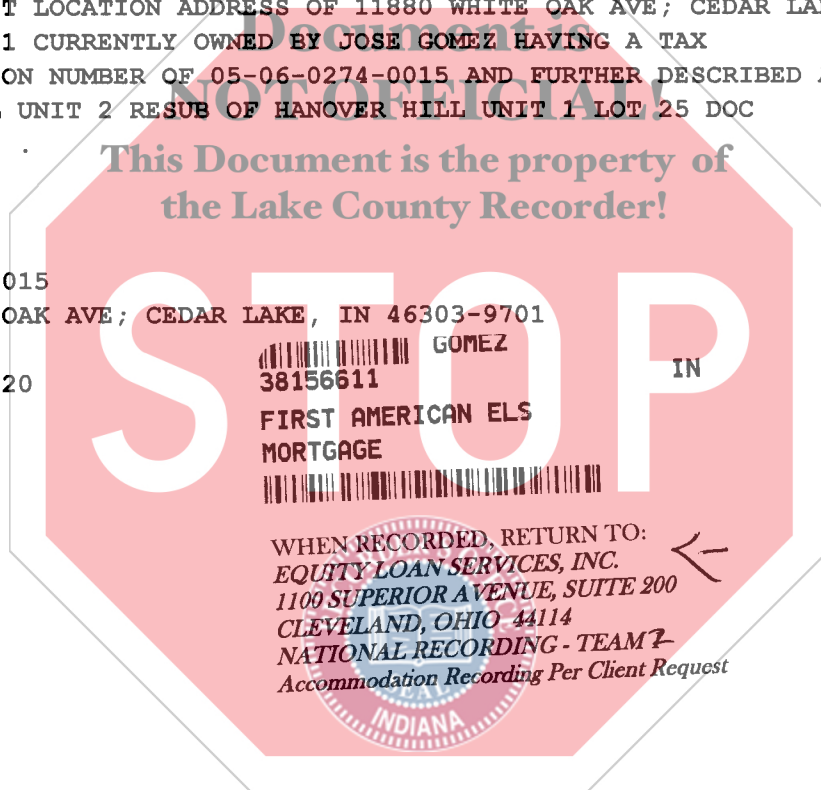 T LOCATION ADDRESS OF 11880 WHITE OAK AVE; CEDAR LA
Document is
1 CURRENTLY OWNED BY JOSE GOMEZ HAVING A TAX
ON NUMBER OF 05-06-0274-0015 AND FURTHER DESCRIBED
NOT OFFICIAL!
UNIT 2 RESUB OF HANOVER HILL UNIT 1 LOT 25 DOC
This Document is the property of
the Lake County Recorder!
015
OAK AVE; CEDAR LAKE, IN 46303-9701
GOMEZ
20
38156611
IN
STOP
FIRST AMERICAN ELS
MORTGAGE
WHEN RECORDED, RETURN TO:
EQUITY LOAN SERVICES, INC.
1100 SUPERIOR AVENUE, SUITE 200
CLEVELAND, OHIO 44114
NATIONAL RECORDING - TEAM 2
Accommodation Recording Per Client Request
SEAL
INDIANA